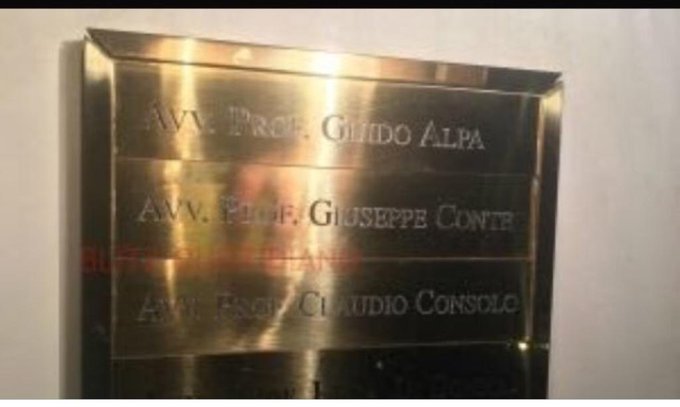 AVV. PROF. GUIDO ALPA
AVV. PROF. GIUSEPPE CONTE
AVV. PROF. CLAUDIO CONSOLO